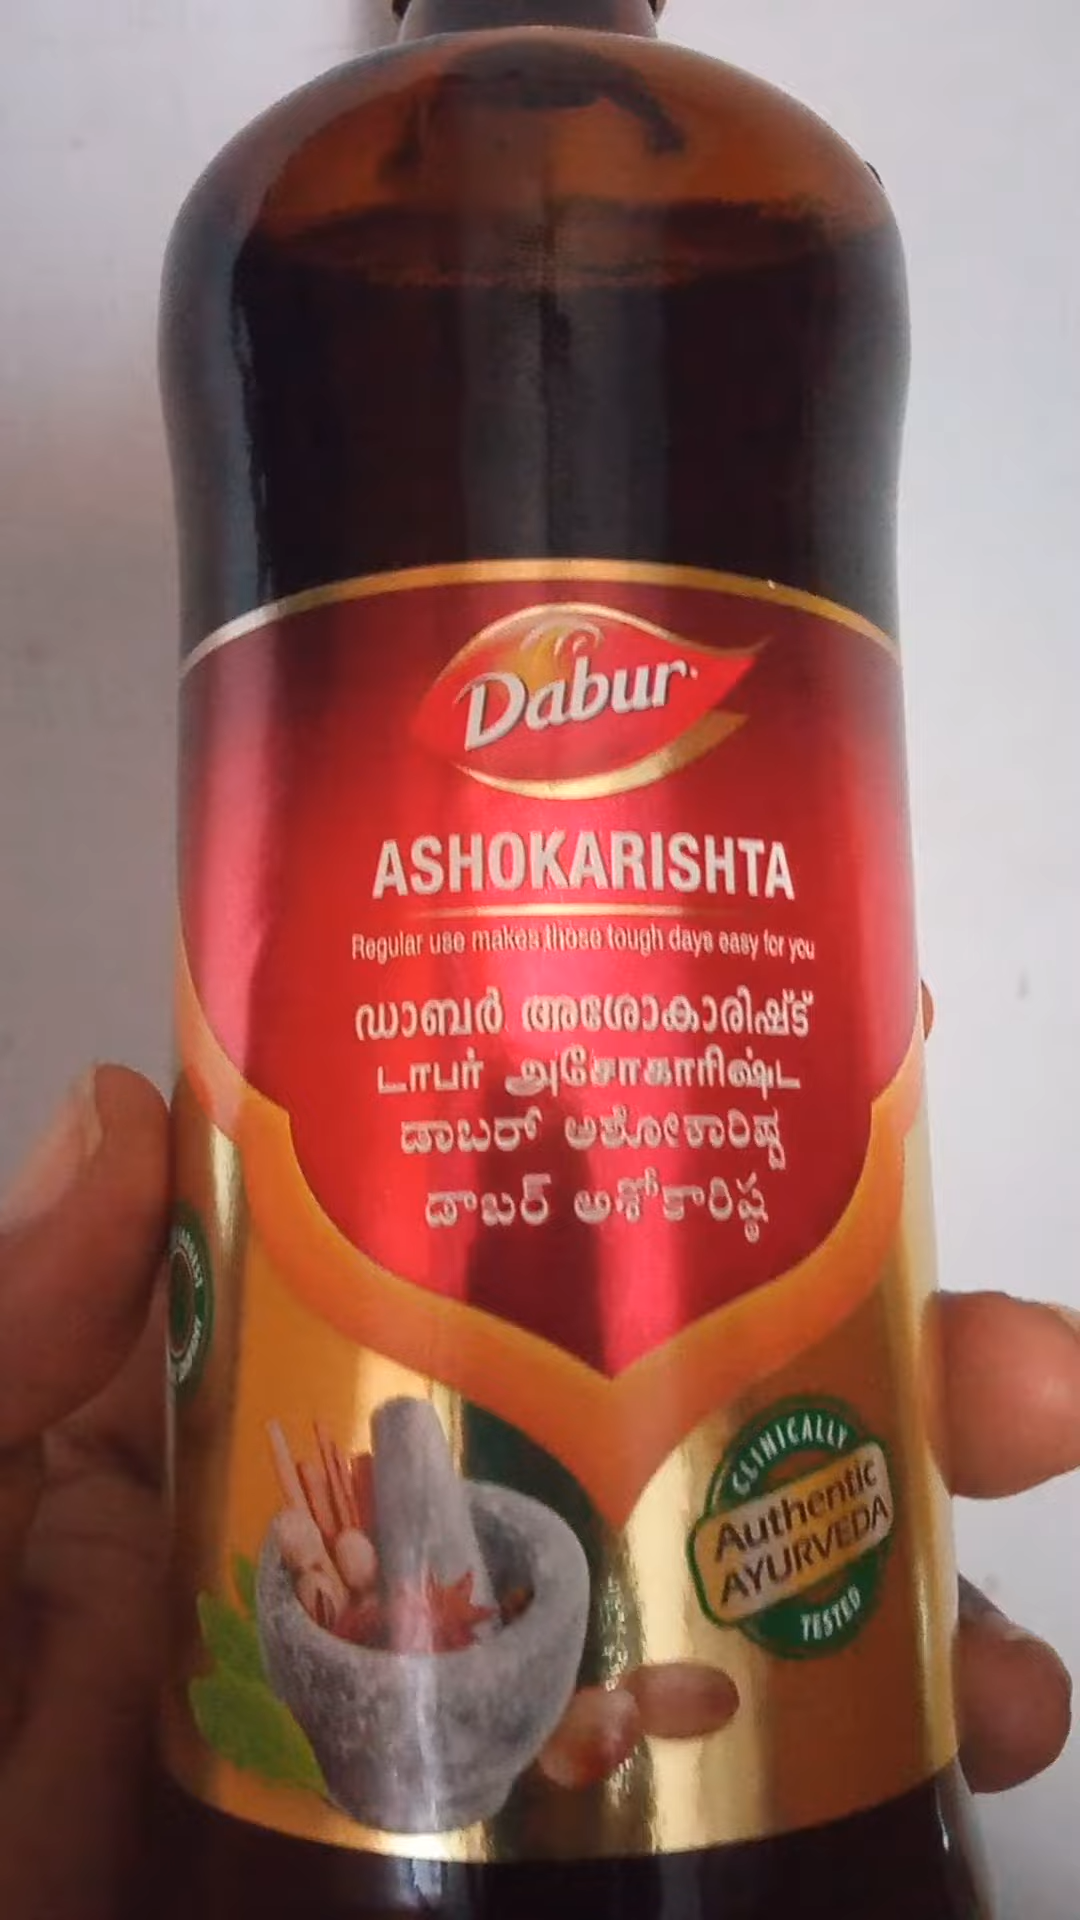 Dabur
ASHOKARISHTA
Regular use makes those tough days easy for you
ഡാബർ അശോകാരിഷ്ട്
டாபர் அசோகாரிஷ்ட
ಡಾಬರ್ ಅಶೋಕಾರಿಷ್ಟ
డాబర్ అశోకారిష్ట
CLINICALLY
Authentic
AYURVEDA
TESTED